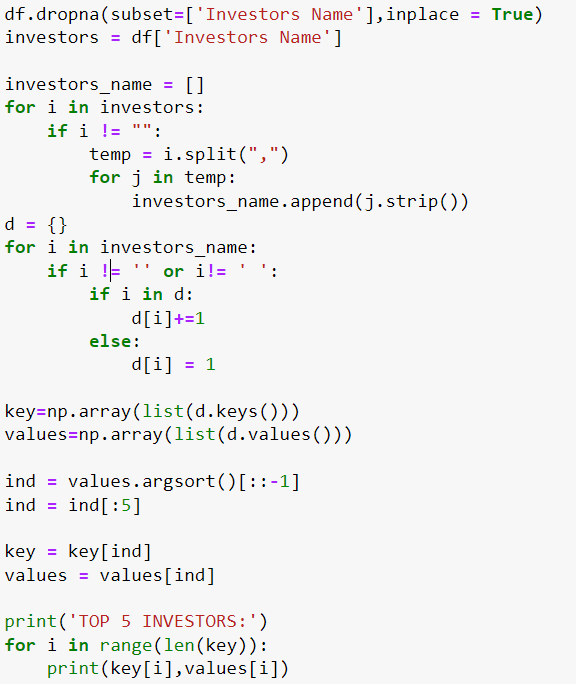 df.dropna(subset=['Investors Name'],inplace = True)
investors = df['Investors Name']
investors_name = []
for i in investors:
    if i != "":
        temp = i.split(",")
        for j in temp:
            investors_name.append(j.strip())
d = {}
for i in investors_name:
    if i != '' or i!= ' ':
        if i in d:
            d[i]+=1
        else:
            d[i] = 1
key=np.array(list(d.keys()))
values=np.array(list(d.values()))
ind = values.argsort()[::-1]
ind = ind[:5]
key = key[ind]
values = values[ind]
print('TOP 5 INVESTORS:')
for i in range(len(key)):
    print(key[i],values[i])